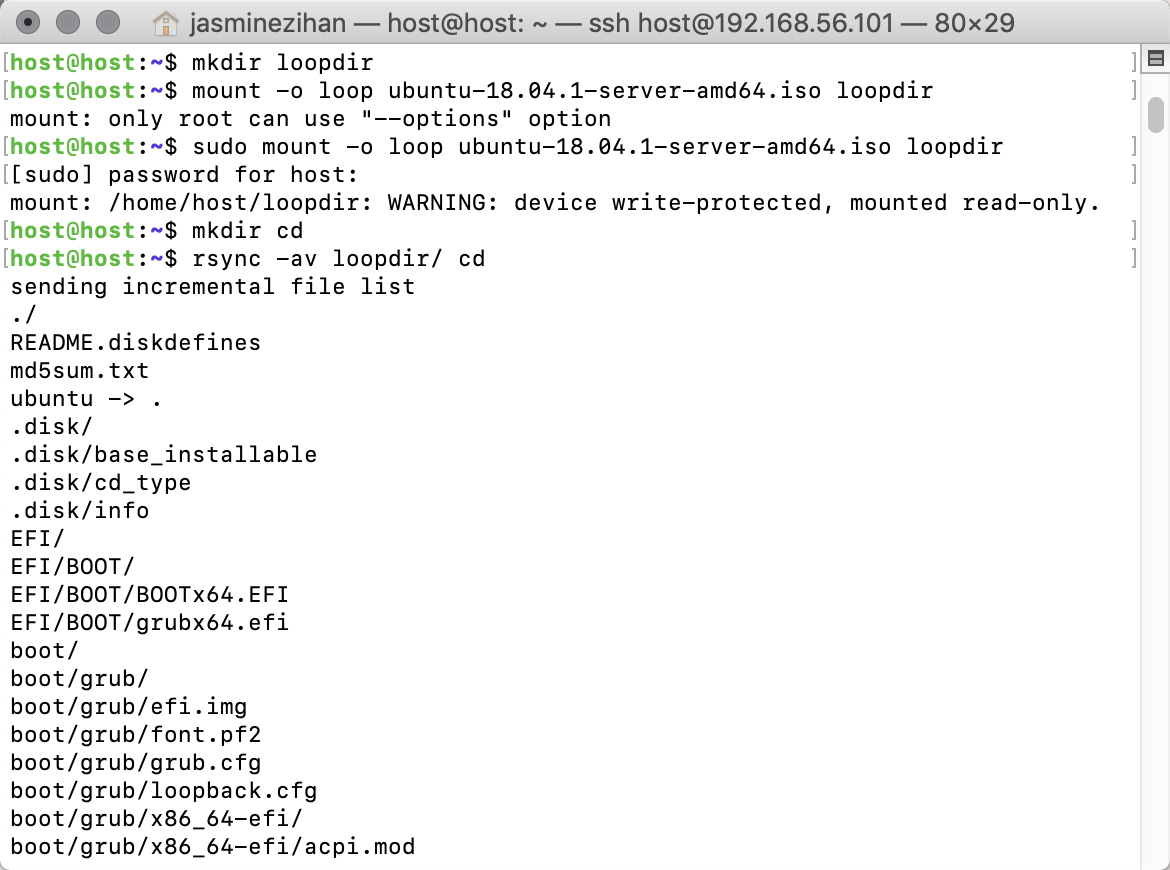 jasminezihan — host@host: ~ — ssh host@192.168.56.101 — 80×29
[host@host:~$ mkdir loopdir ]
[host@host:~$ mount -o loop ubuntu-18.04.1-server-amd64.iso loopdir ]
mount: only root can use "--options" option
[host@host:~$ sudo mount -o loop ubuntu-18.04.1-server-amd64.iso loopdir ]
[[sudo] password for host: ]
mount: /home/host/loopdir: WARNING: device write-protected, mounted read-only.
[host@host:~$ mkdir cd ]
[host@host:~$ rsync -av loopdir/ cd ]
sending incremental file list
./
README.diskdefines
md5sum.txt
ubuntu -> .
.disk/
.disk/base_installable
.disk/cd_type
.disk/info
EFI/
EFI/BOOT/
EFI/BOOT/BOOTx64.EFI
EFI/BOOT/grubx64.efi
boot/
boot/grub/
boot/grub/efi.img
boot/grub/font.pf2
boot/grub/grub.cfg
boot/grub/loopback.cfg
boot/grub/x86_64-efi/
boot/grub/x86_64-efi/acpi.mod